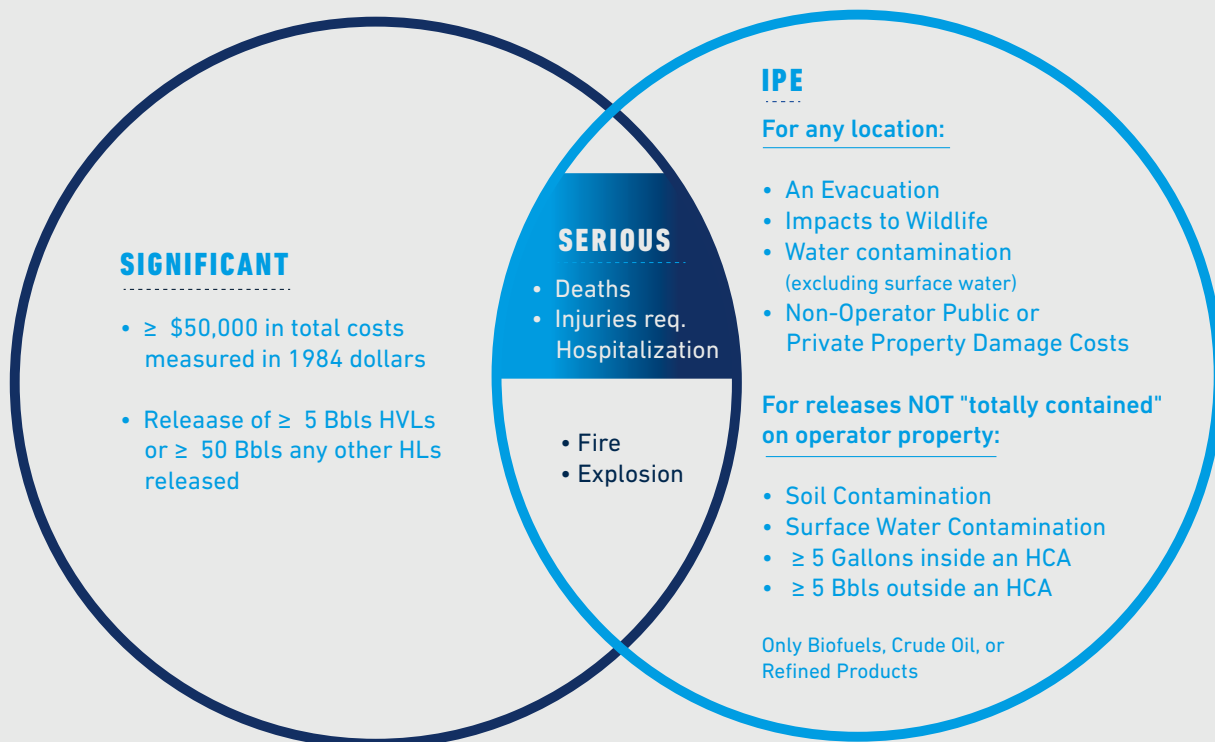 SIGNIFICANT
• ≥ $50,000 in total costs
measured in 1984 dollars
• Releaase of ≥ 5 Bbls HVLs
or ≥ 50 Bbls any other HLs
released
SERIOUS
• Deaths
• Injuries req.
Hospitalization
• Fire
• Explosion
IPE
For any location:
• An Evacuation
• Impacts to Wildlife
• Water contamination
(excluding surface water)
• Non-Operator Public or
Private Property Damage Costs
For releases NOT "totally contained"
on operator property:
• Soil Contamination
• Surface Water Contamination
• ≥ 5 Gallons inside an HCA
• ≥ 5 Bbls outside an HCA
Only Biofuels, Crude Oil, or
Refined Products